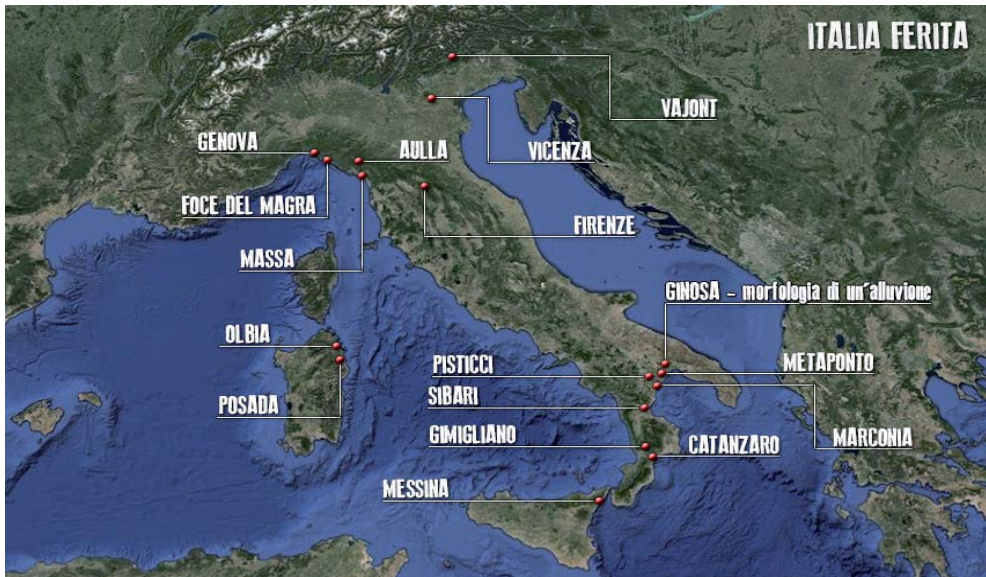 ITALIA FERITA
VAJONT
GENOVA
AULLA
VICENZA
FOCE DEL MAGRA
FIRENZE
MASSA
GINOSA - morfologia di un'alluvione
OLBIA
PISTICCI
METAPONTO
POSADA
SIBARI
GIMIGLIANO
CATANZARO
MARCONIA
MESSINA